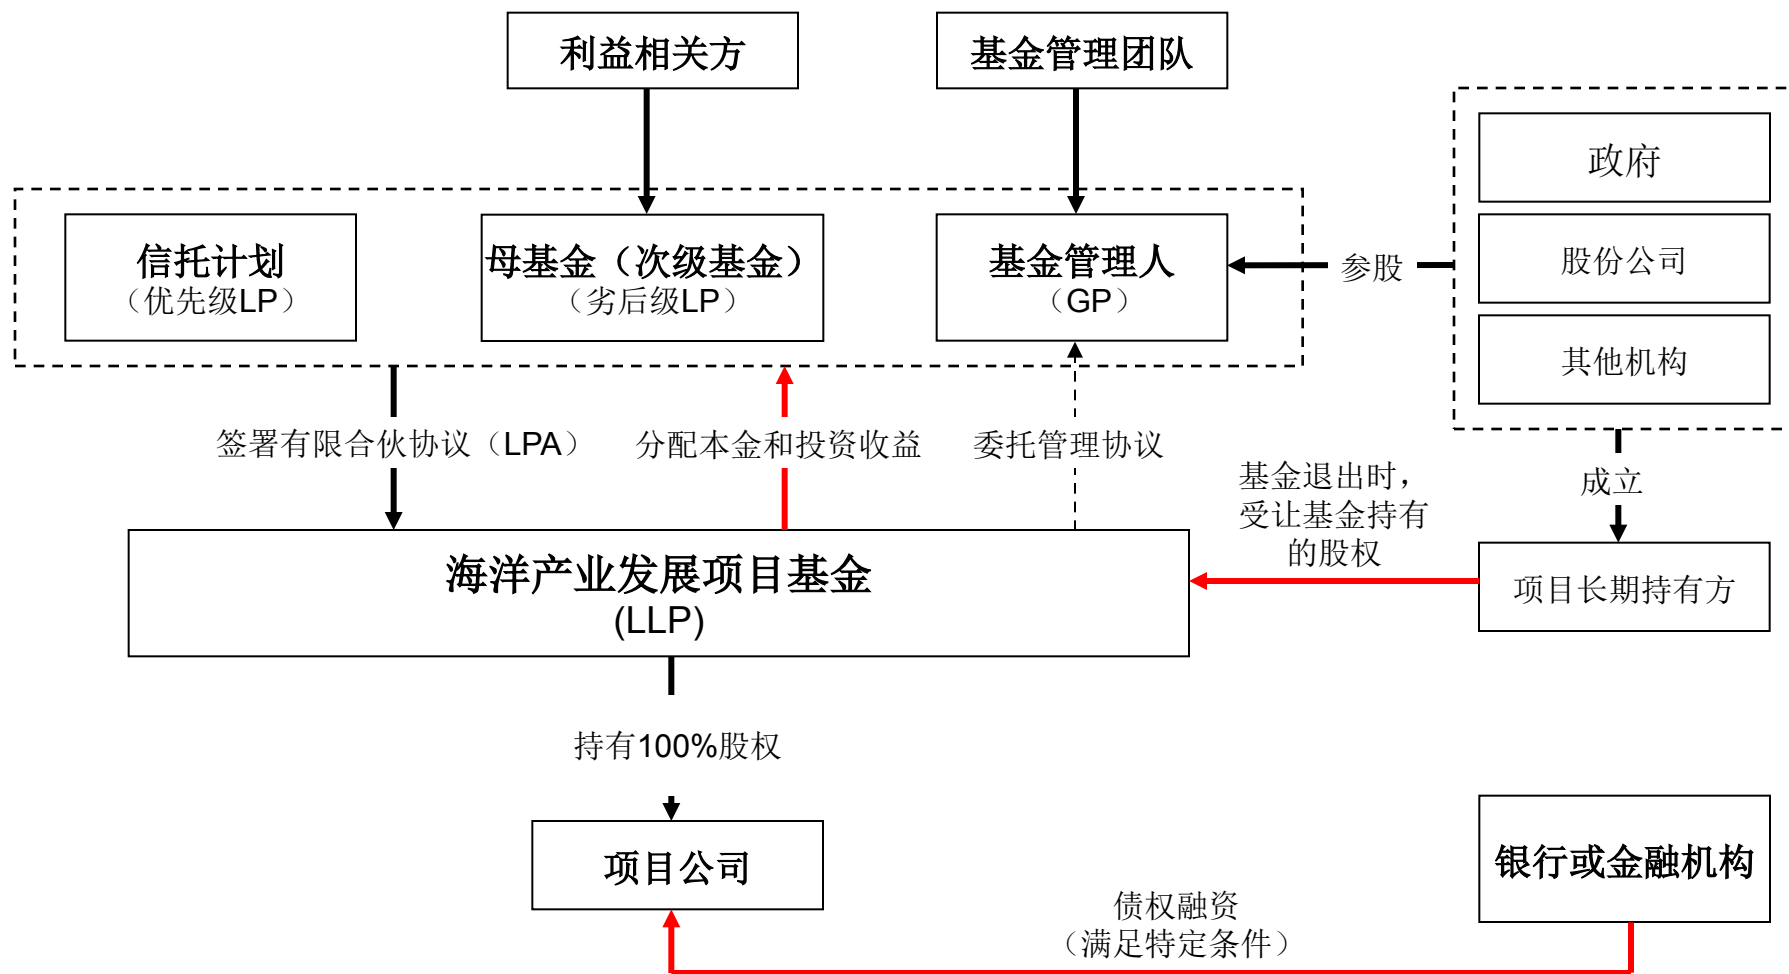 利益相关方
基金管理团队
政府
股份公司
其他机构
信托计划
（优先级LP）
母基金（次级基金）
（劣后级LP）
基金管理人
（GP）
参股
签署有限合伙协议（LPA）
分配本金和投资收益
委托管理协议
成立
基金退出时，
受让基金持有
的股权
海洋产业发展项目基金
(LLP)
项目长期持有方
持有100%股权
项目公司
银行或金融机构
债权融资
（满足特定条件）